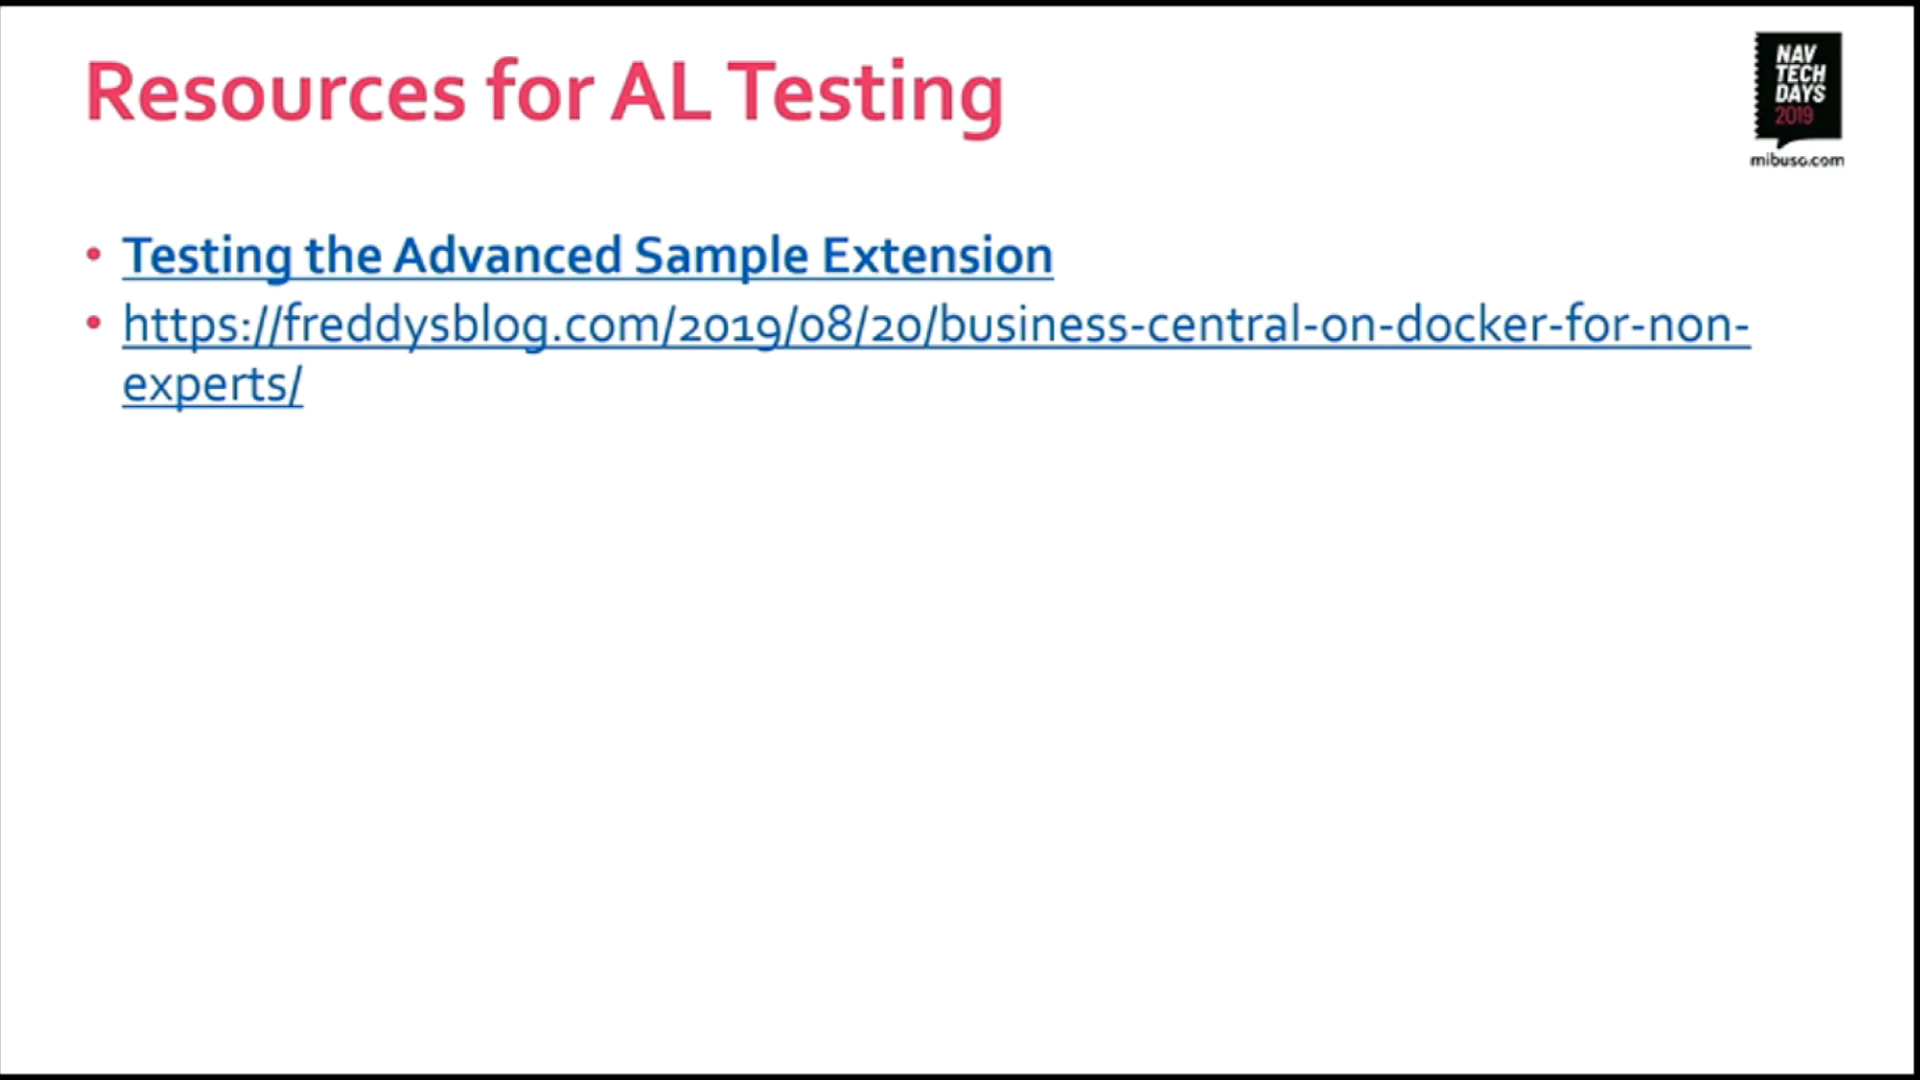 Resources for AL Testing
NAV
TECH
DAYS
2019
mibuso.com
• Testing the Advanced Sample Extension
• https://freddysblog.com/2019/08/20/business-central-on-docker-for-non-
experts/